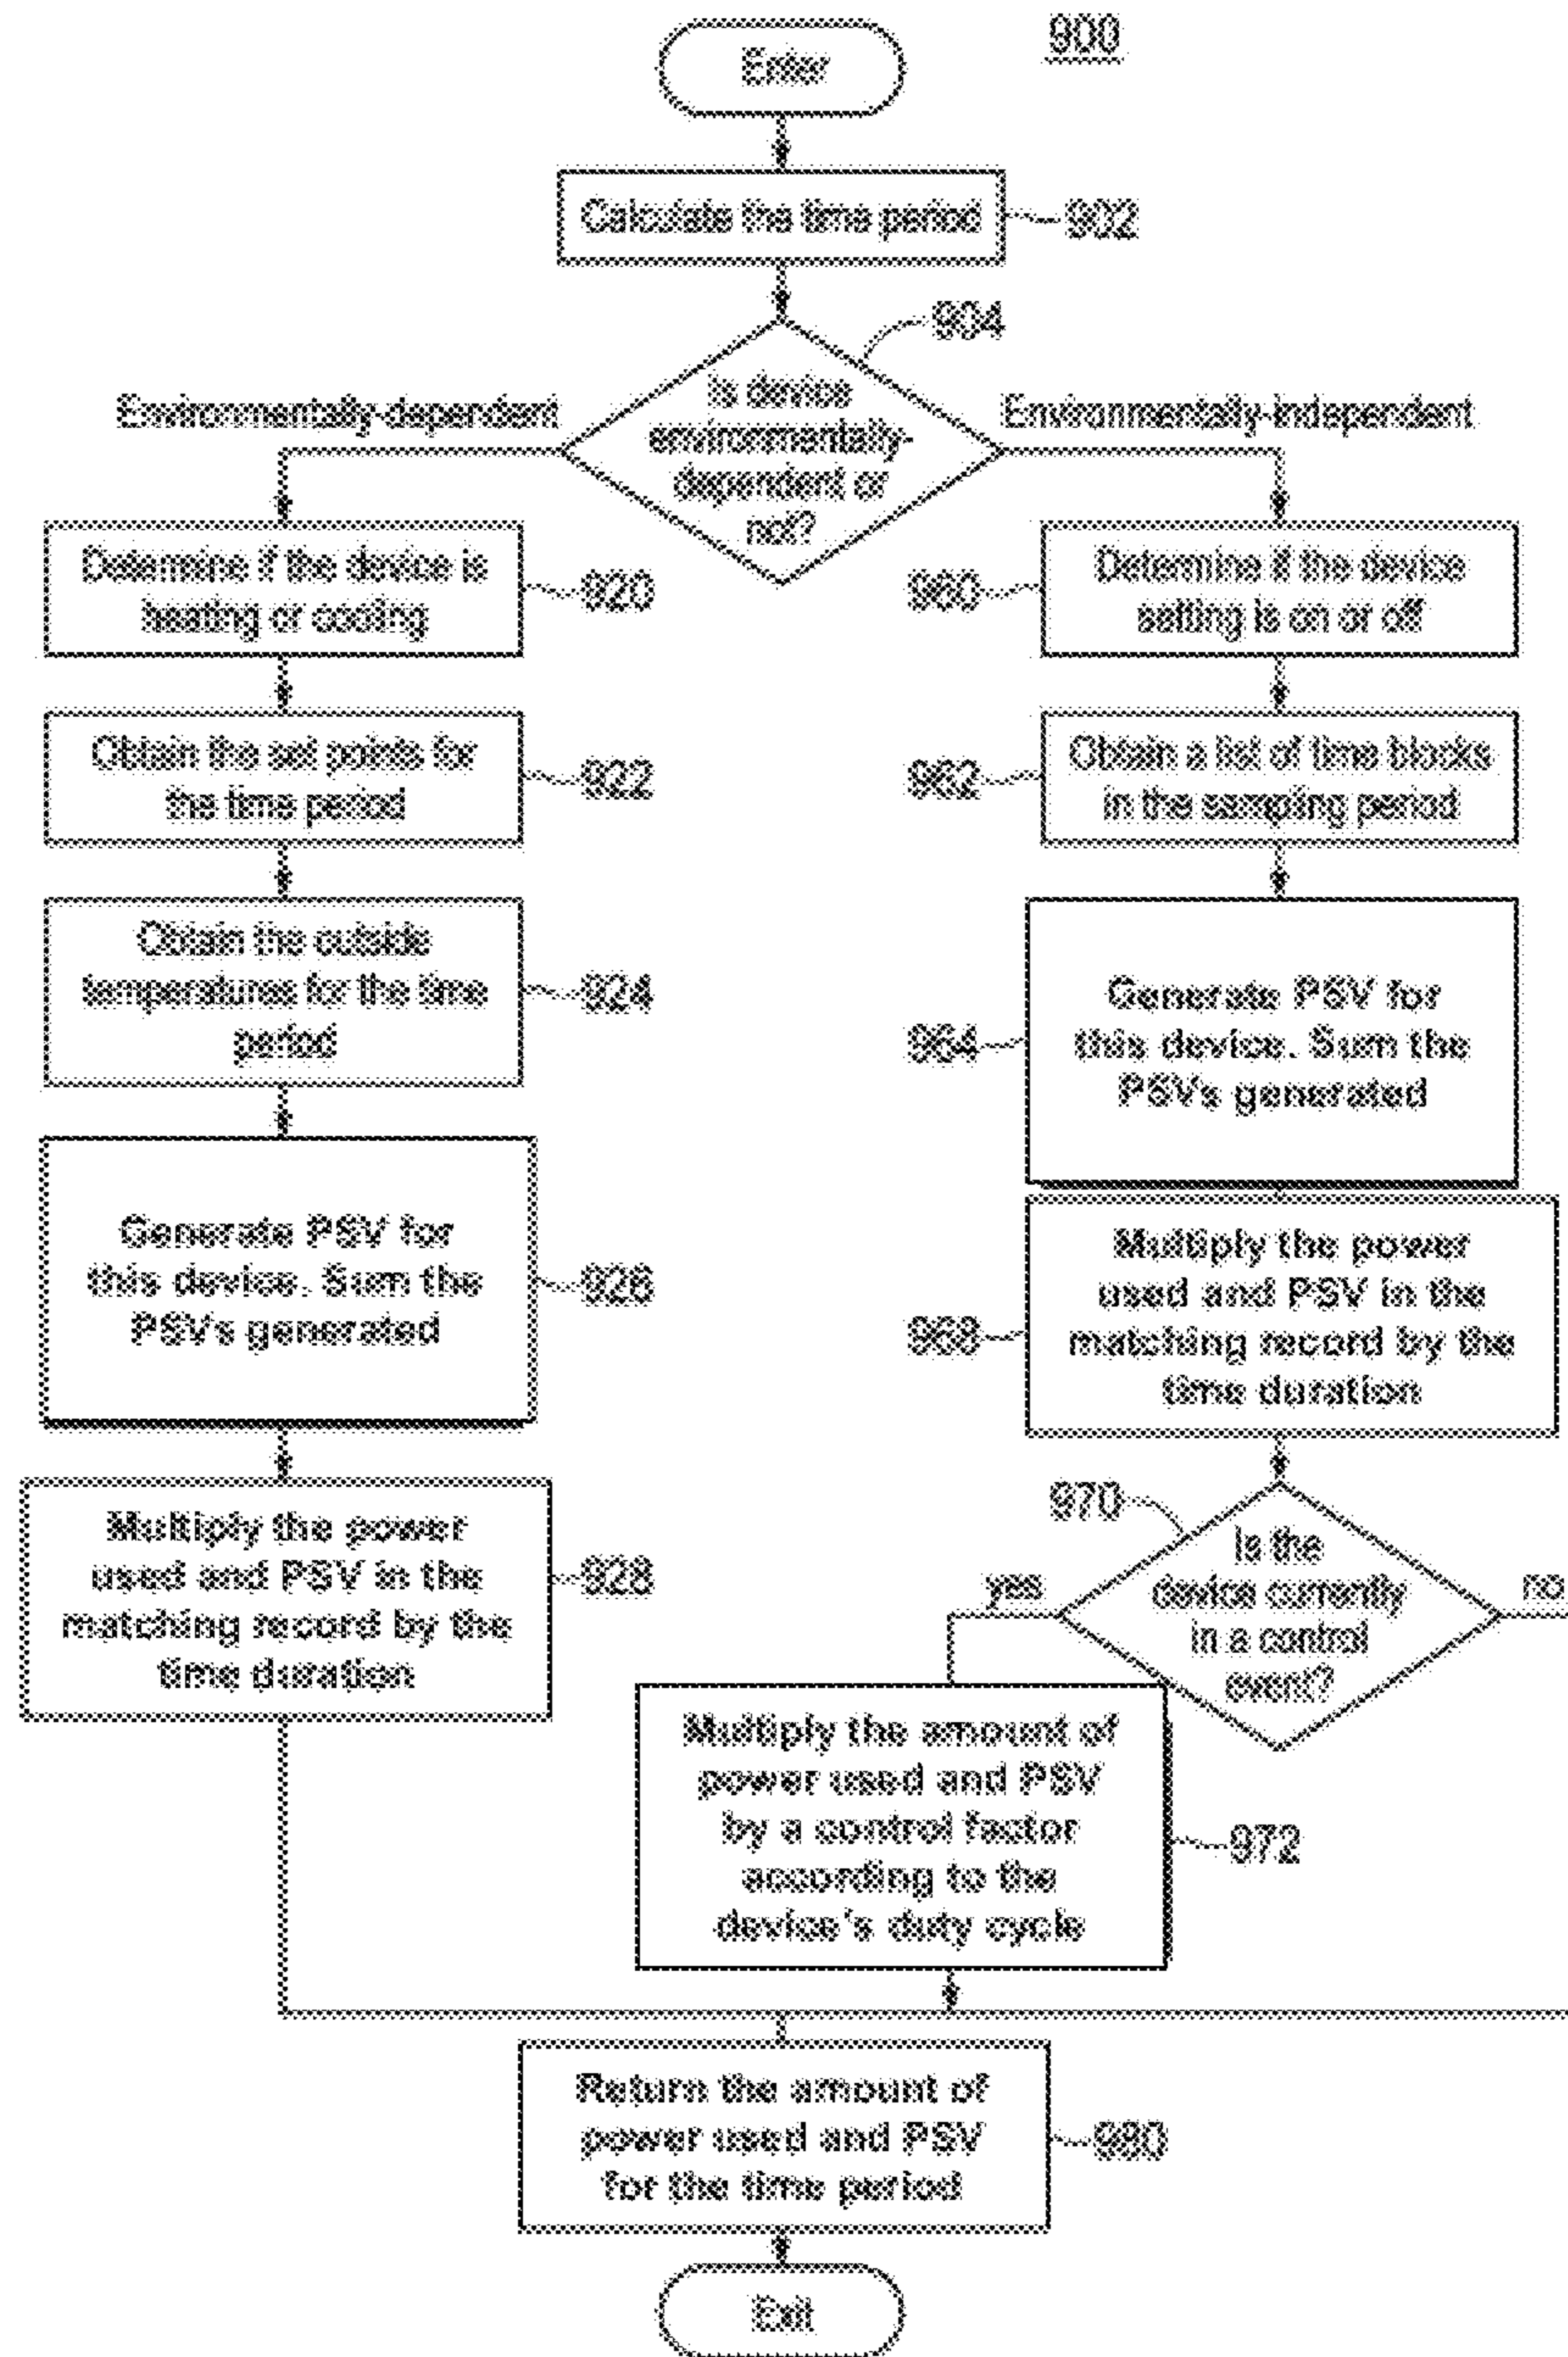 900
Enter
Calculate the time period
902
904
Is device
environmentally-
dependent or
not?
Environmentally-dependent
Environmentally-independent
Determine if the device is
heating or cooling
920
Obtain the set points for
the time period
922
Obtain the outside
temperatures for the time
period
924
Generate PSV for
this device. Sum the
PSVs generated
926
Multiply the power
used and PSV in the
matching record by the
time duration
928
960
Determine if the device
setting is on or off
962
Obtain a list of time blocks
in the sampling period
964
Generate PSV for
this device. Sum the
PSVs generated
968
Multiply the power
used and PSV in the
matching record by the
time duration
970
Is the
device currently
in a control
event?
yes
no
Multiply the amount of
power used and PSV
by a control factor
according to the
device's duty cycle
972
Return the amount of
power used and PSV
for the time period
980
Exit